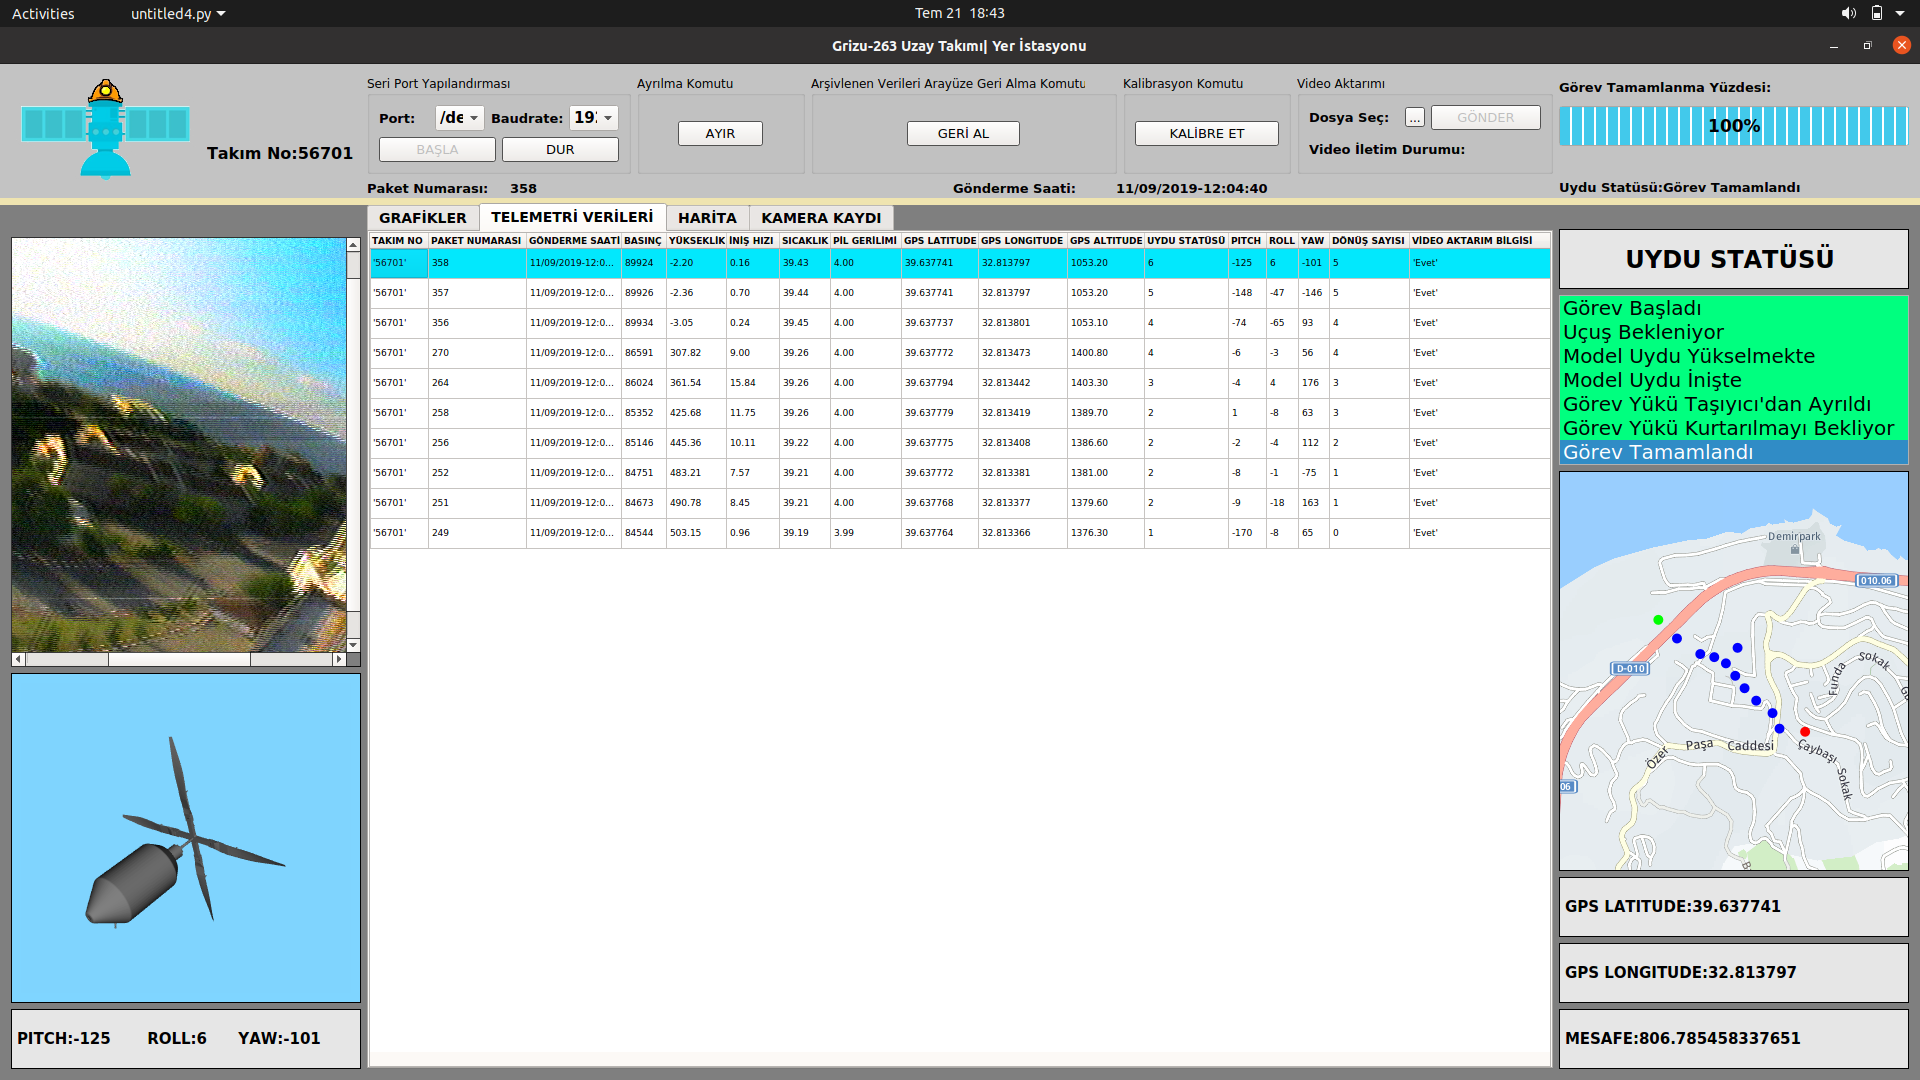 Activities untitled4.py Tem 21 18:43
Grizu-263 Uzay Takımı| Yer İstasyonu
Takım No:56701
Seri Port Yapılandırması
Port: /de Baudrate:
BAŞLA DUR
Ayrılma Komutu
AYIR
Arşivlenen Verileri Arayüze Geri Alma Komutu
GERİ AL
Kalibrasyon Komutu
KALİBRE ET
Video Aktarımı
Dosya Seç: ... GÖNDER
Video İletim Durumu:
Görev Tamamlanma Yüzdesi:
100%
Paket Numarası: 358 Gönderme Saati: 11/09/2019-12:04:40
Uydu Statüsü:Görev Tamamlandı
GRAFİKLER TELEMETRİ VERİLERİ HARİTA KAMERA KAYDI
TAKIM NO PAKET NUMARASI GÖNDERME SAATİ BASINÇ YÜKSEKLİK İNİŞ HIZI SICAKLIK PİL GERİLİMİ GPS LATITUDE GPS LONGITUDE GPS ALTITUDE UYDU STATÜSÜ PITCH ROLL YAW DÖNÜŞ SAYISI VİDEO AKTARIM BİLGİSİ
'56701' 358 11/09/2019-12:0... 89924 -2.20 0.16 39.43 4.00 39.637741 32.813797 1053.20 6 -125 6 -101 5 'Evet'
'56701' 357 11/09/2019-12:0... 89926 -2.36 0.70 39.44 4.00 39.637741 32.813797 1053.20 5 -148 -47 -146 5 'Evet'
'56701' 356 11/09/2019-12:0... 89934 -3.05 0.24 39.45 4.00 39.637737 32.813801 1053.10 4 -74 -65 93 4 'Evet'
'56701' 270 11/09/2019-12:0... 86591 307.82 9.00 39.26 4.00 39.637772 32.813473 1400.80 4 -6 -3 56 4 'Evet'
'56701' 264 11/09/2019-12:0... 86024 361.54 15.84 39.26 4.00 39.637794 32.813442 1403.30 3 -4 4 176 3 'Evet'
'56701' 258 11/09/2019-12:0... 85352 425.68 11.75 39.26 4.00 39.637779 32.813419 1389.70 2 1 -8 63 3 'Evet'
'56701' 256 11/09/2019-12:0... 85146 445.36 10.11 39.22 4.00 39.637775 32.813408 1386.60 2 -2 -4 112 2 'Evet'
'56701' 252 11/09/2019-12:0... 84751 483.21 7.57 39.21 4.00 39.637772 32.813381 1381.00 2 -8 -1 -75 1 'Evet'
'56701' 251 11/09/2019-12:0... 84673 490.78 8.45 39.21 4.00 39.637768 32.813377 1379.60 2 -9 -18 163 1 'Evet'
'56701' 249 11/09/2019-12:0... 84544 503.15 0.96 39.19 3.99 39.637764 32.813366 1376.30 1 -170 -8 65 0 'Evet'
UYDU STATÜSÜ
Görev Başladı
Uçuş Bekleniyor
Model Uydu Yükselmekte
Model Uydu İnişte
Görev Yükü Taşıyıcı'dan Ayrıldı
Görev Yükü Kurtarılmayı Bekliyor
Görev Tamamlandı
Demirpark
010.06
D-010
Sokak
Funda
Özer Paşa Caddesi
Çaybaşı Sokak
06
GPS LATITUDE:39.637741
GPS LONGITUDE:32.813797
MESAFE:806.785458337651
PITCH:-125 ROLL:6 YAW:-101